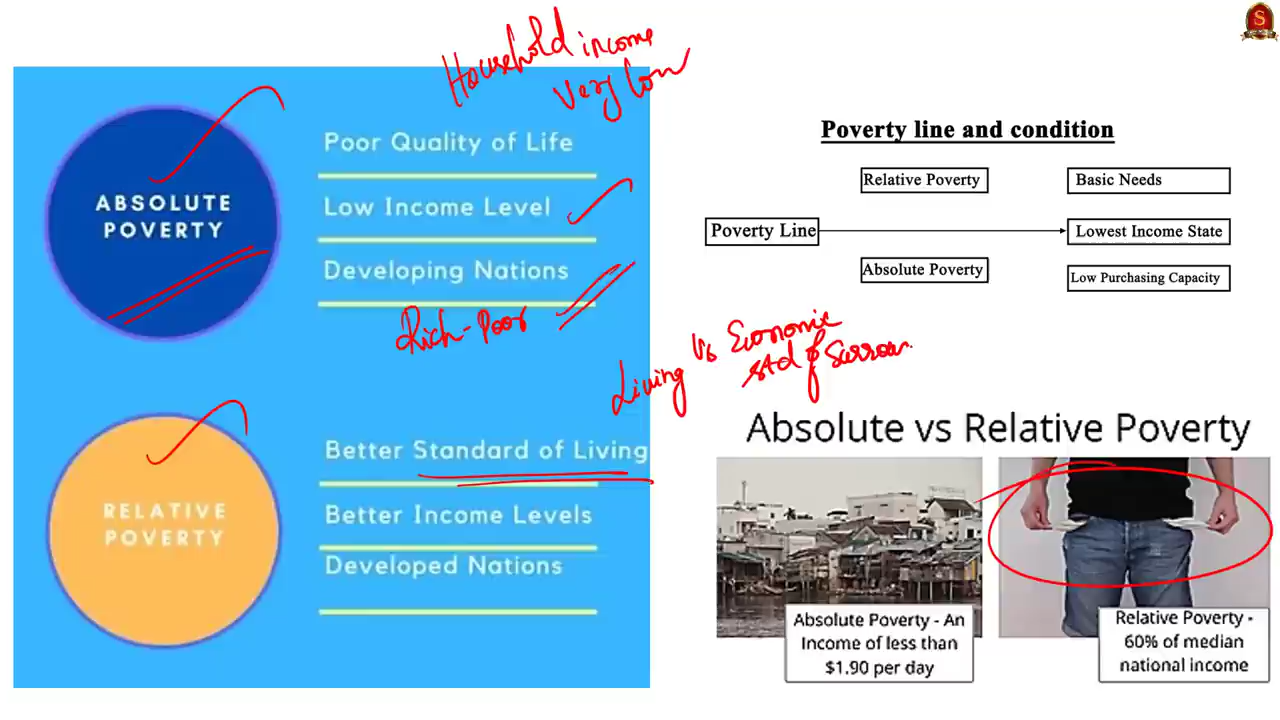 Household income
very low
ABSOLUTE
POVERTY
Poor Quality of Life
Low Income Level
Developing Nations
Rich-Poor
Living Vs Economic
std of Surroun.
RELATIVE
POVERTY
Better Standard of Living
Better Income Levels
Developed Nations
Poverty line and condition
Relative Poverty
Basic Needs
Poverty Line
Lowest Income State
Absolute Poverty
Low Purchasing Capacity
Absolute vs Relative Poverty
Absolute Poverty - An
Income of less than
$1.90 per day
Relative Poverty -
60% of median
national income
S